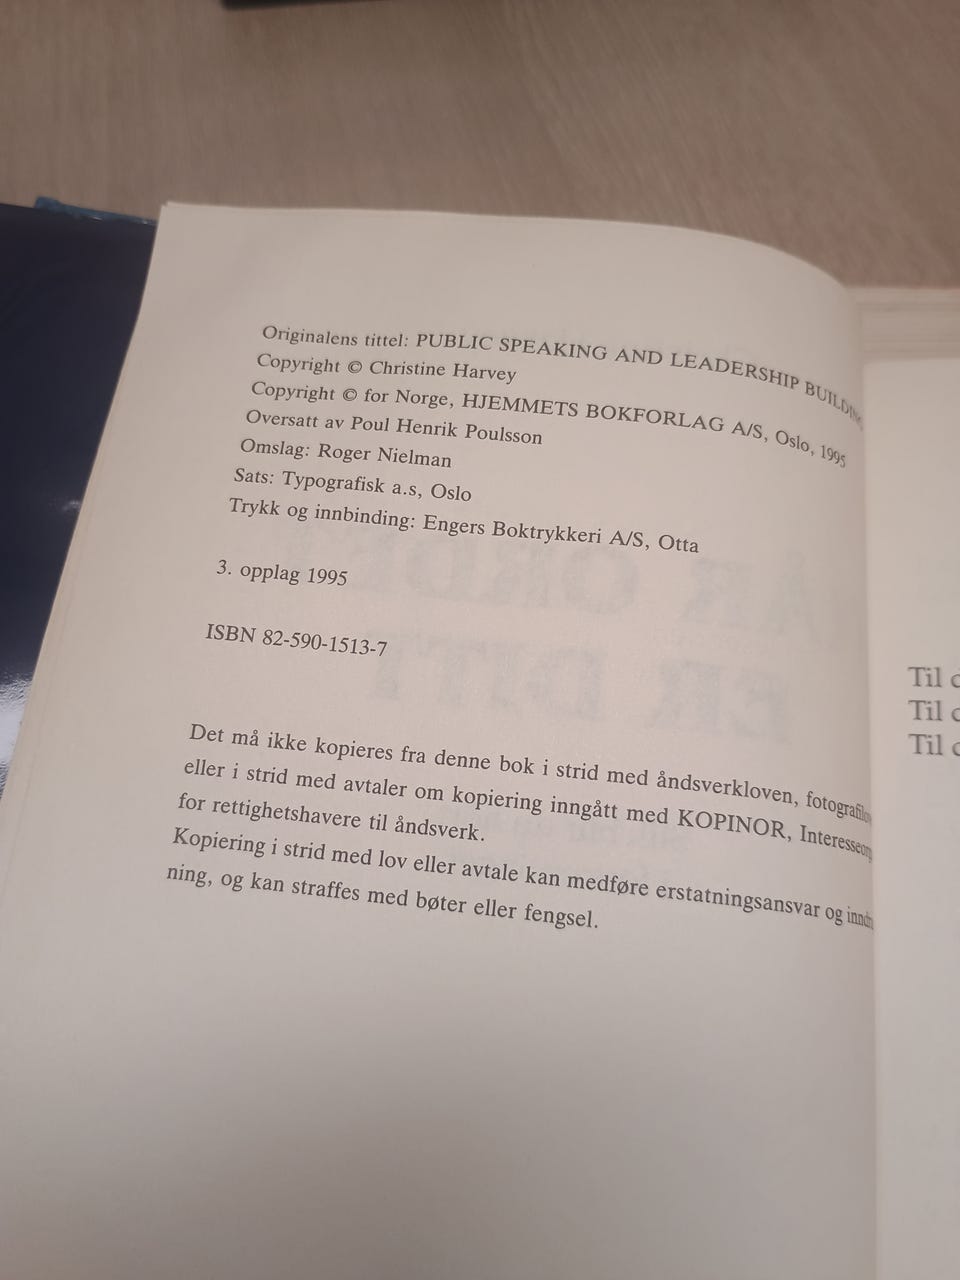 Originalens tittel: PUBLIC SPEAKING AND LEADERSHIP BUILDING
Copyright © Christine Harvey
Copyright © for Norge, HJEMMETS BOKFORLAG A/S, Oslo, 1995
Oversatt av Poul Henrik Poulsson
Omslag: Roger Nielman
Sats: Typografisk a.s, Oslo
Trykk og innbinding: Engers Boktrykkeri A/S, Otta
3. opplag 1995
ISBN 82-590-1513-7
Det må ikke kopieres fra denne bok i strid med åndsverkloven,
eller i strid med avtaler om kopiering inngått med KOPINOR,
for rettighetshavere til åndsverk.
Kopiering i strid med lov eller avtale kan medføre erstatningsansvar og
ning, og kan straffes med bøter eller fengsel.
Til
Til
Til